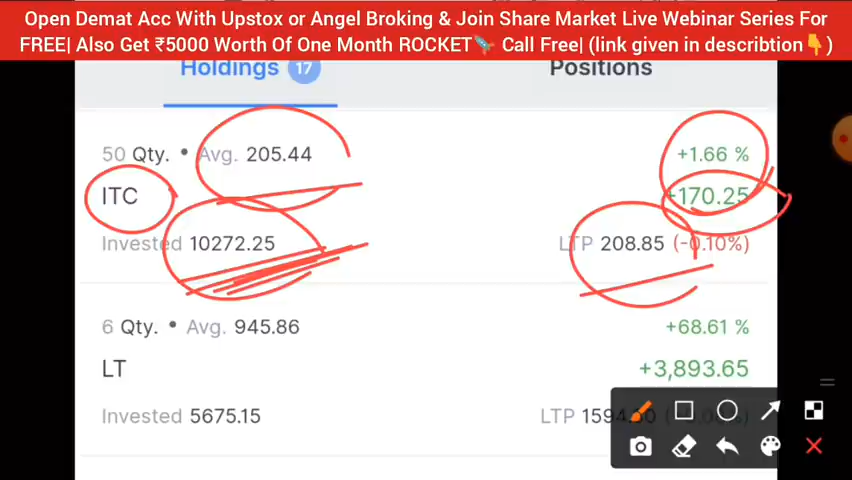 Open Demat Acc With Upstox or Angel Broking & Join Share Market Live Webinar Series For
FREE| Also Get ₹5000 Worth Of One Month ROCKET🚀 Call Free| (link given in describtion👇)
Holdings 17 Positions
50 Qty. • Avg. 205.44 +1.66 %
ITC +170.25
Invested 10272.25 LTP 208.85 (-0.10%)
6 Qty. • Avg. 945.86 +68.61 %
LT +3,893.65
Invested 5675.15 LTP